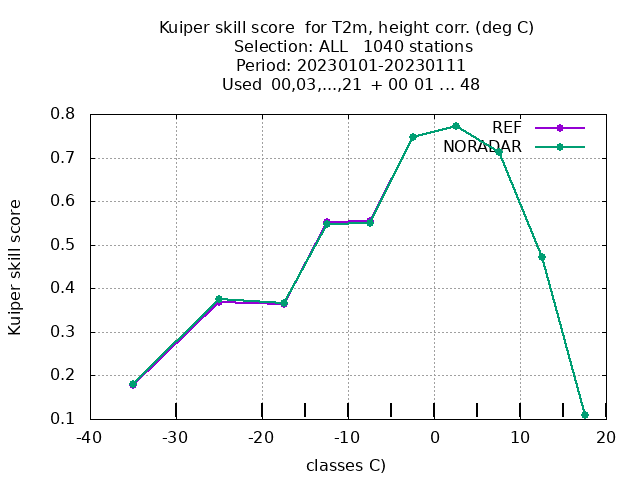 Kuiper skill score  for T2m, height corr. (deg C)
Selection: ALL   1040 stations
Period: 20230101-20230111
Used  00,03,...,21  + 00 01 ... 48
REF
NORADAR
0.8
0.7
0.6
0.5
0.4
0.3
0.2
0.1
Kuiper skill score
-40 -30 -20 -10 0 10 20
classes C)